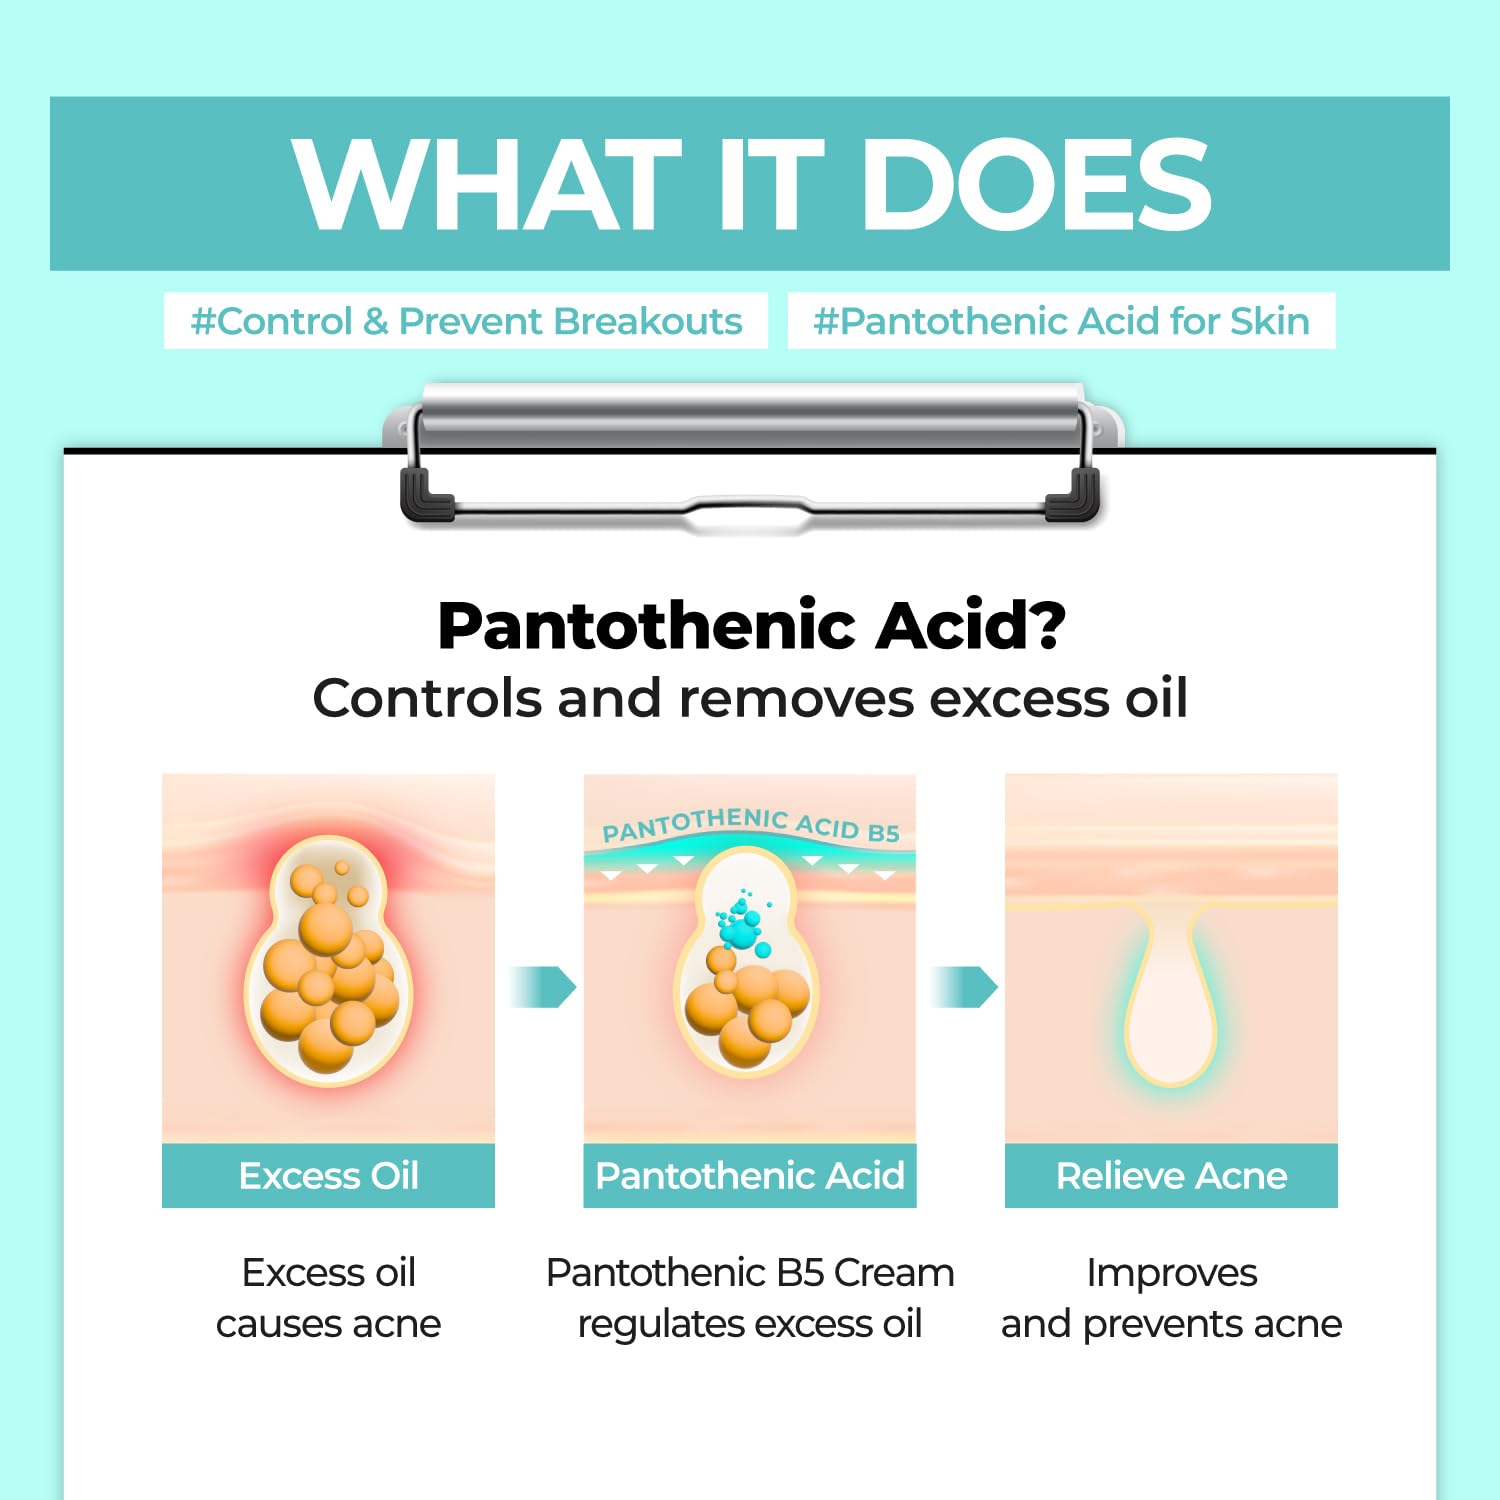 WHAT IT DOES
#Control & Prevent Breakouts
#Pantothenic Acid for Skin
Pantothenic Acid?
Controls and removes excess oil
PANTOTHENIC ACID B5
Excess Oil
Pantothenic Acid
Relieve Acne
Excess oil
causes acne
Pantothenic B5 Cream
regulates excess oil
Improves
and prevents acne